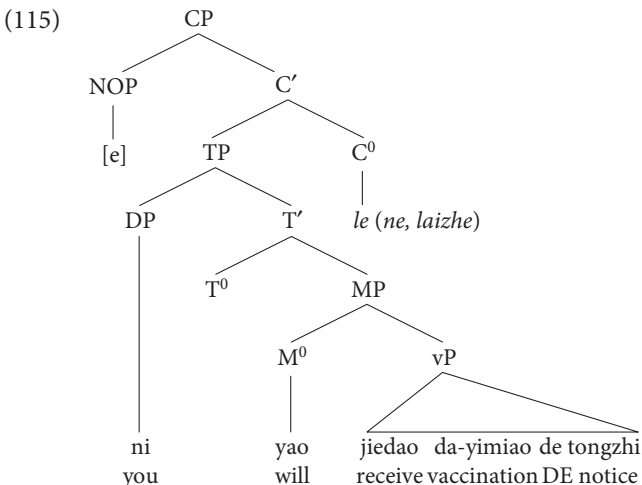 (115) CP
NOP C′
[e] TP C⁰
DP T′ le (ne, laizhe)
T⁰ MP
M⁰ vP
ni yao jiedao da-yimiao de tongzhi
you will receive vaccination DE notice